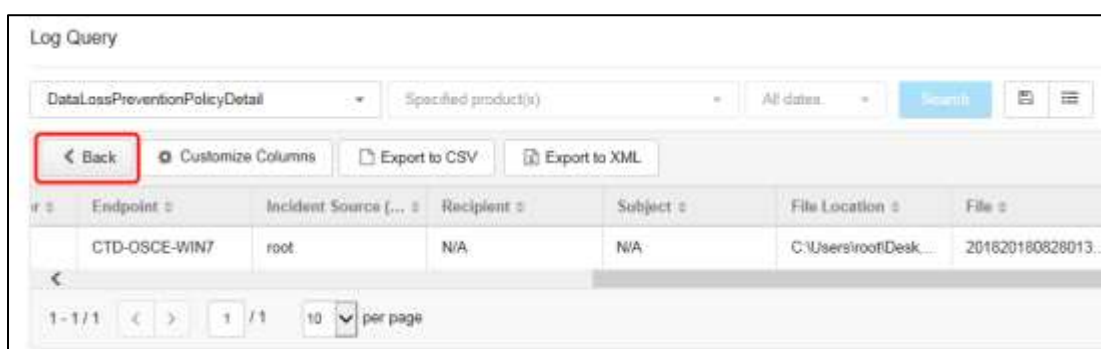 Log Query
DataLossPreventionPolicyDetail Specified product(s) All dates Search
Back Customize Columns Export to CSV Export to XML
r Endpoint Incident Source (... Recipient Subject File Location File
CTD-OSCE-WIN7 root N/A N/A C:\Users\root\Desk... 201820180828013...
1 - 1 / 1 1 / 1 10 per page